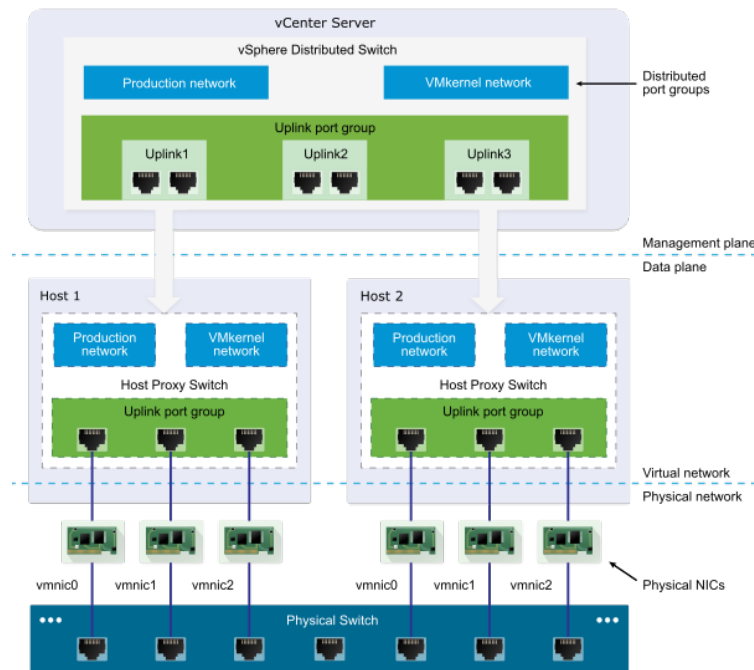 vCenter Server
vSphere Distributed Switch
Production network
VMkernel network
Distributed
port groups
Uplink port group
Uplink1
Uplink2
Uplink3
Management plane
Data plane
Host 1
Host 2
Production
network
VMkernel
network
Production
network
VMkernel
network
Host Proxy Switch
Host Proxy Switch
Uplink port group
Uplink port group
Virtual network
Physical network
vmnic0
vmnic1
vmnic2
vmnic0
vmnic1
vmnic2
Physical NICs
Physical Switch